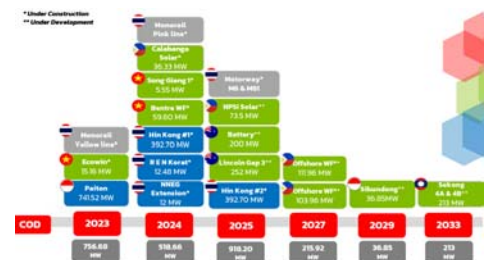 * Under Construction
** Under Development
Monorail
Pink line*
Calabanga
Solar*
36.33 MW
Song Giang 1*
5.55 MW
Bentre WF*
59.60 MW
Hin Kong #1*
392.70 MW
R E N Korat*
12.48 MW
NNEG
Extension*
12 MW
Motorway*
M6 & M81
NPSI Solar**
73.5 MW
Battery**
200 MW
Lincoln Gap 3**
252 MW
Hin Kong #2*
392.70 MW
Monorail
Yellow line*
Ecowin*
15.16 MW
Paiton
741.52 MW
Offshore WF**
111.96 MW
Offshore WF**
103.96 MW
Sibundong**
36.85MW
Sekong
4A & 4B**
213 MW
COD 2023 2024 2025 2027 2029 2033
756.68 MW
518.66 MW
918.20 MW
215.92 MW
36.85 MW
213 MW